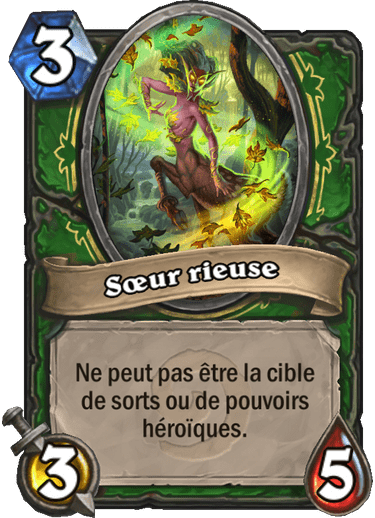 3
Sœur rieuse
Ne peut pas être la cible
de sorts ou de pouvoirs
héroïques.
3
5